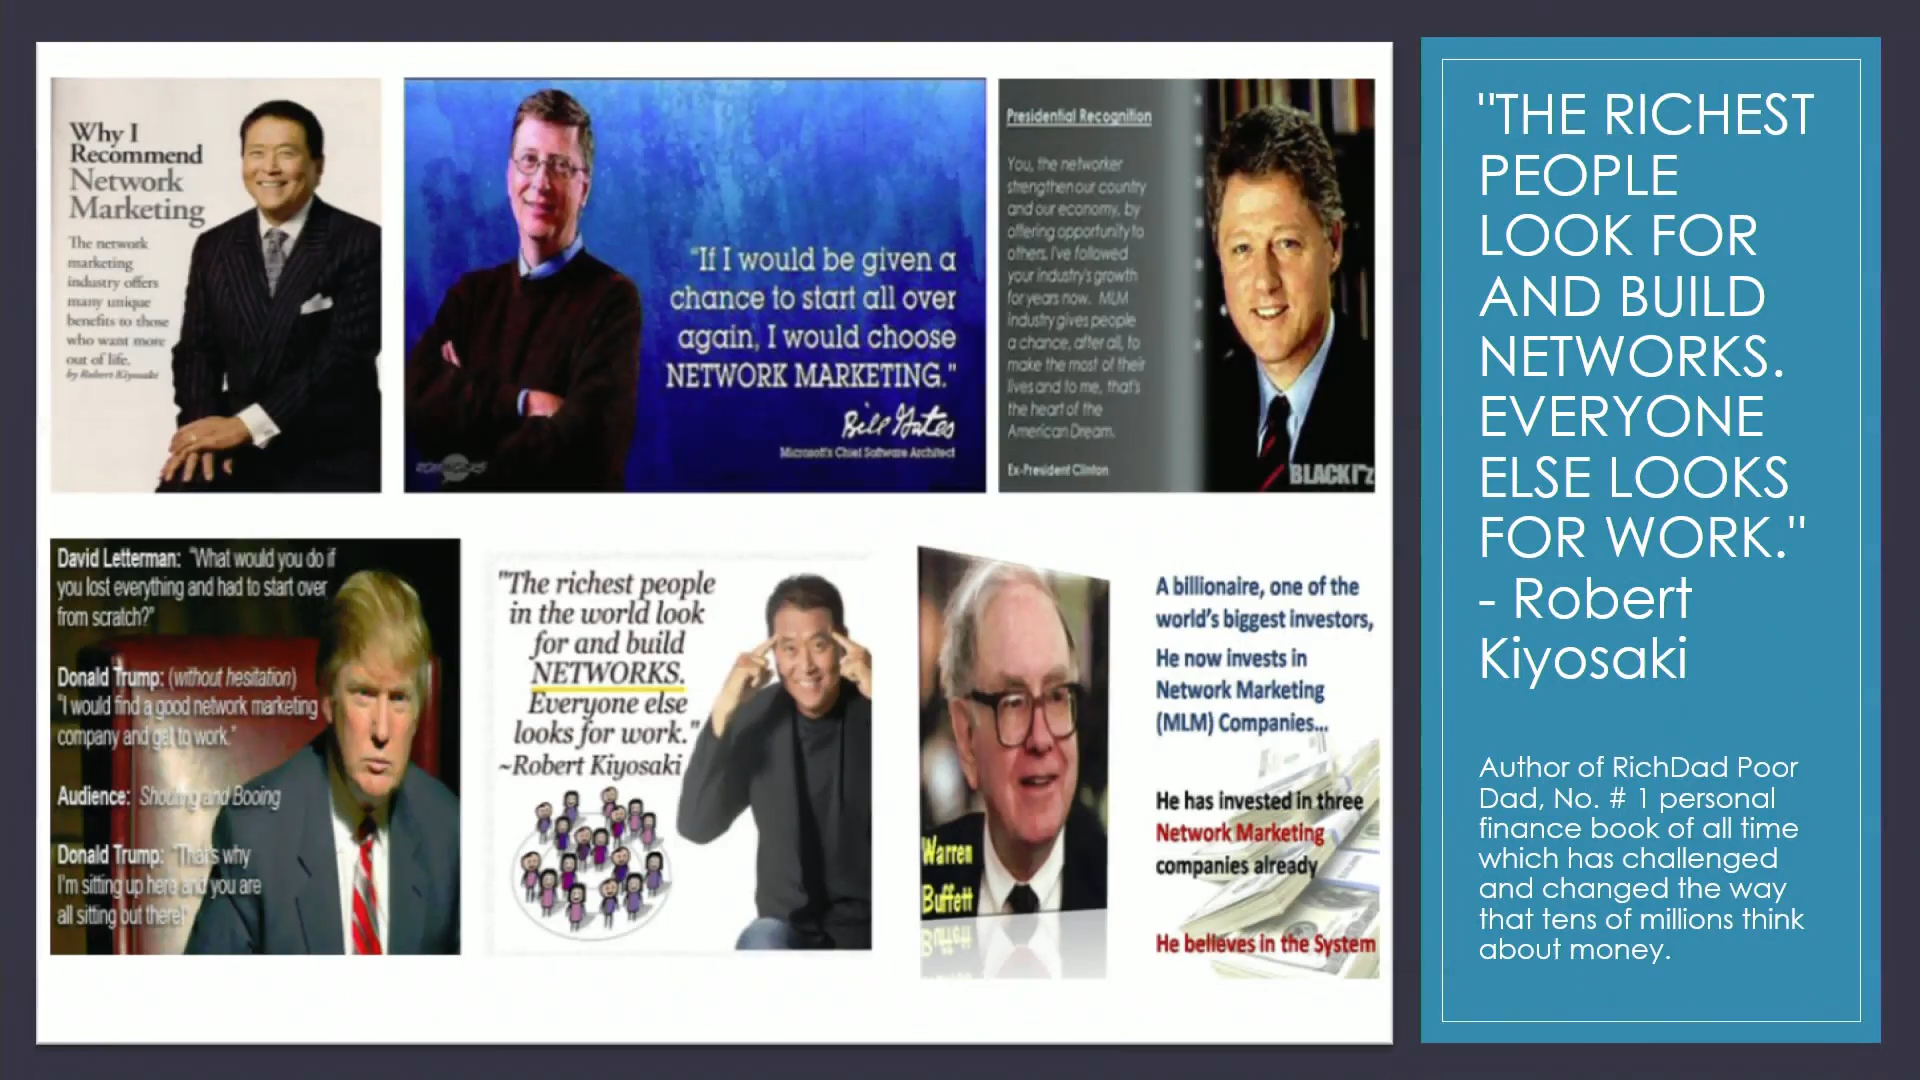 Why I
Recommend
Network
Marketing
The network
marketing
industry offers
many unique
benefits to those
who want more
out of life.
by Robert Kiyosaki
"If I would be given a
chance to start all over
again, I would choose
NETWORK MARKETING."
Bill Gates
Microsoft's Chief Software Architect
Presidential Recognition
You, the networker
strengthen our country
and our economy, by
offering opportunity to
others. I've followed
your industry's growth
for years now. MLM
industry gives people
a chance, after all, to
make the most of their
lives and to me, that's
the heart of the
American Dream.
Ex-President Clinton
BLACK I"z
David Letterman: "What would you do if
you lost everything and had to start over
from scratch?"
Donald Trump: (without hesitation)
"I would find a good network marketing
company and get to work."
Audience: Shouting and Booing
Donald Trump: "That's why
I'm sitting up here and you are
all sitting out there!"
"The richest people
in the world look
for and build
NETWORKS.
Everyone else
looks for work."
~Robert Kiyosaki
Warren
Buffett
A billionaire, one of the
world's biggest investors,
He now invests in
Network Marketing
(MLM) Companies...
He has invested in three
Network Marketing
companies already
He believes in the System
"THE RICHEST
PEOPLE
LOOK FOR
AND BUILD
NETWORKS.
EVERYONE
ELSE LOOKS
FOR WORK."
- Robert
Kiyosaki
Author of RichDad Poor
Dad, No. # 1 personal
finance book of all time
which has challenged
and changed the way
that tens of millions think
about money.